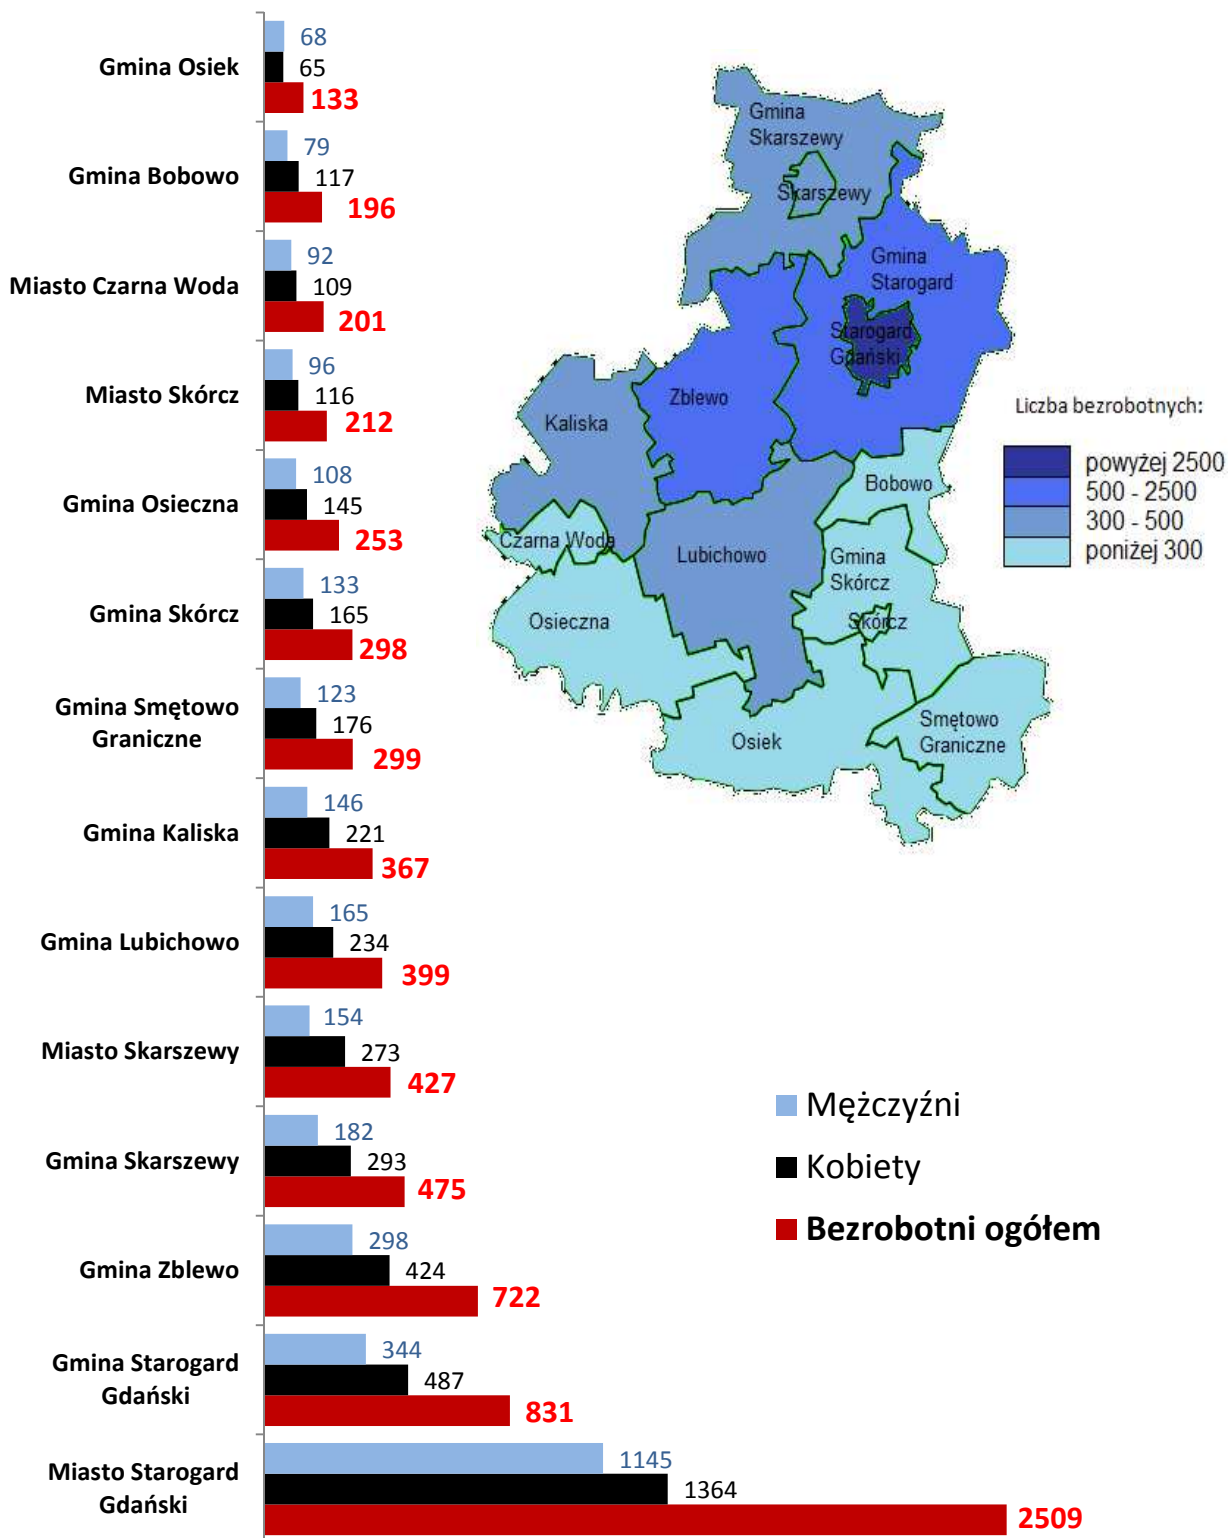 68
Gmina Osiek
65
133
79
Gmina Bobowo
117
196
92
Miasto Czarna Woda
109
201
96
Miasto Skórcz
116
212
108
Gmina Osieczna
145
253
133
Gmina Skórcz
165
298
123
Gmina Smętowo
Graniczne
176
299
146
Gmina Kaliska
221
367
165
Gmina Lubichowo
234
399
154
Miasto Skarszewy
273
427
182
Gmina Skarszewy
293
475
298
Gmina Zblewo
424
722
344
Gmina Starogard
Gdański
487
831
1145
Miasto Starogard
Gdański
1364
2509
Gmina
Skarszewy
Skarszewy
Gmina
Starogard
Starogard
Gdański
Zblewo
Kaliska
Bobowo
Czarna Woda
Lubichowo
Gmina
Skórcz
Skórcz
Osieczna
Osiek
Smętowo
Graniczne
Liczba bezrobotnych:
powyżej 2500
500 - 2500
300 - 500
poniżej 300
Mężczyźni
Kobiety
Bezrobotni ogółem